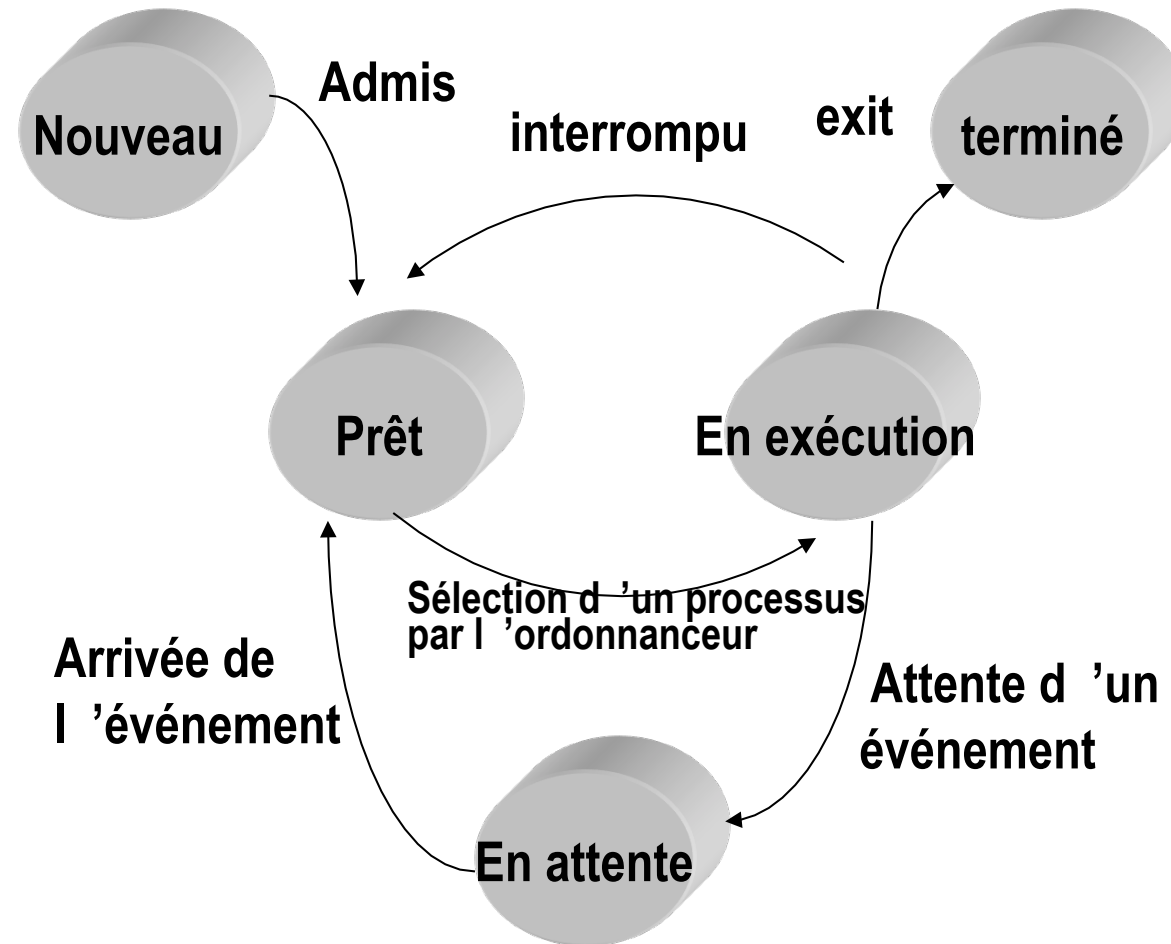 Nouveau
Admis
interrompu
exit
terminé
Prêt
En exécution
Sélection d ’un processus
par l ’ordonnanceur
Arrivée de
l ’événement
Attente d ’un
événement
En attente